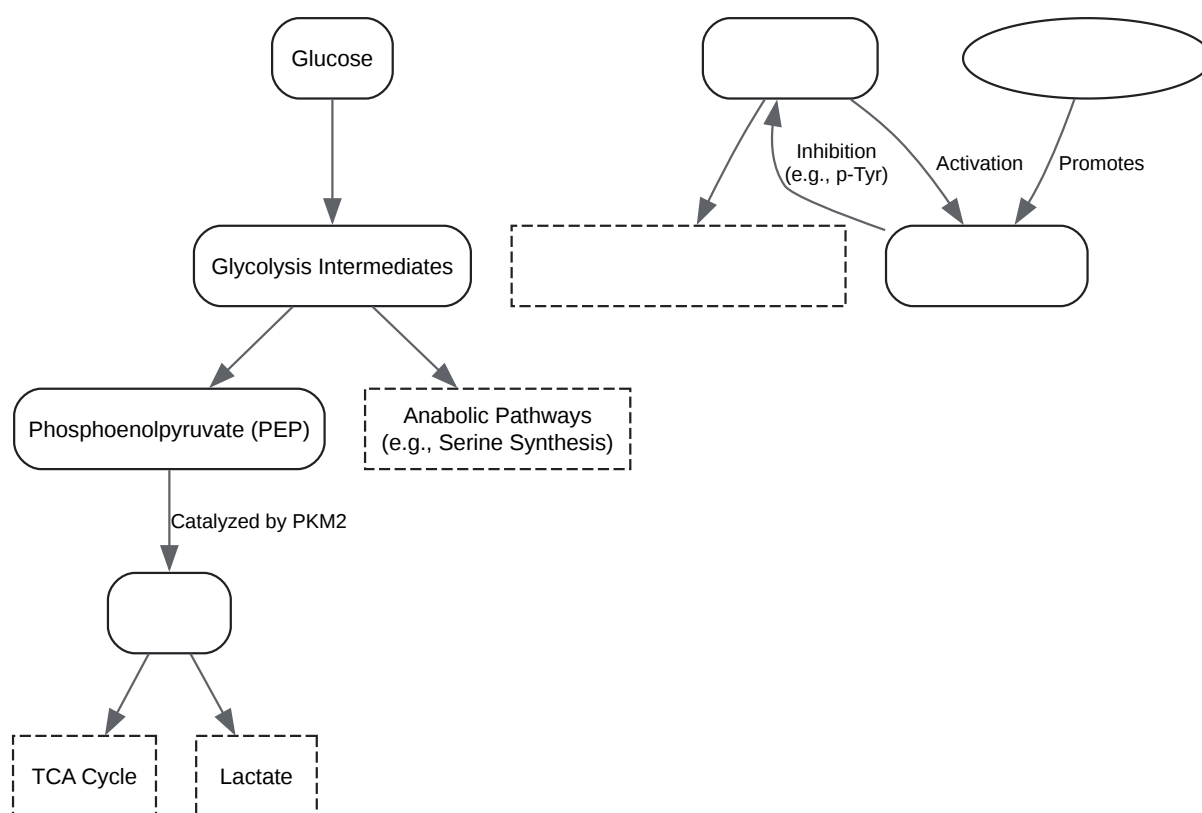 Glucose
Inhibition
(e.g., p-Tyr)
Activation
Promotes
Glycolysis Intermediates
Phosphoenolpyruvate (PEP)
Anabolic Pathways
(e.g., Serine Synthesis)
Catalyzed by PKM2
TCA Cycle
Lactate